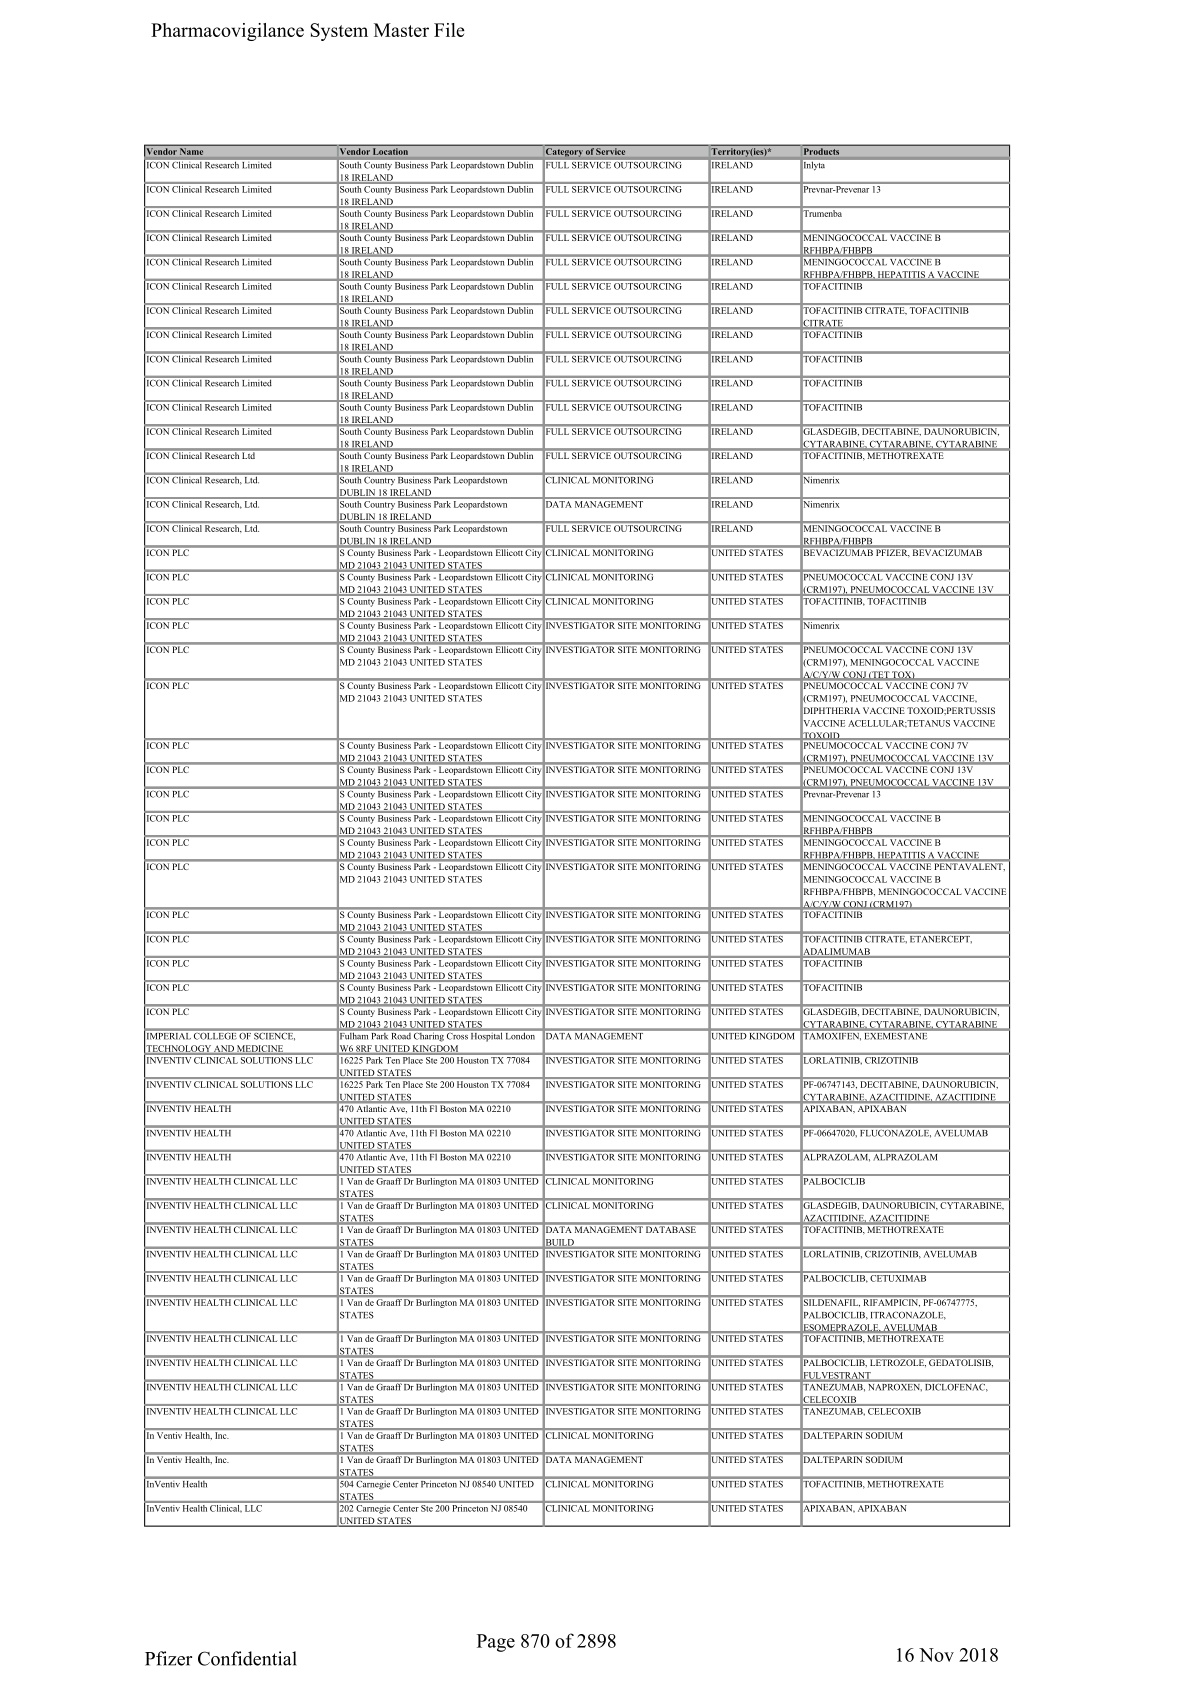 Pharmacovigilance System Master File
Vendor Name Vendor Location Category of Service Territory(ies)* Products
ICON Clinical Research Limited South County Business Park Leopardstown Dublin FULL SERVICE OUTSOURCING IRELAND Inlyta
18 IRELAND
ICON Clinical Research Limited South County Business Park Leopardstown Dublin FULL SERVICE OUTSOURCING IRELAND Prevnar-Prevenar 13
18 IRELAND
ICON Clinical Research Limited South County Business Park Leopardstown Dublin FULL SERVICE OUTSOURCING IRELAND Trumenba
18 IRELAND
ICON Clinical Research Limited South County Business Park Leopardstown Dublin FULL SERVICE OUTSOURCING IRELAND MENINGOCOCCAL VACCINE B
18 IRELAND RFHBPA/FHBPB
ICON Clinical Research Limited South County Business Park Leopardstown Dublin FULL SERVICE OUTSOURCING IRELAND MENINGOCOCCAL VACCINE B
18 IRELAND RFHBPA/FHBPB, HEPATITIS A VACCINE
ICON Clinical Research Limited South County Business Park Leopardstown Dublin FULL SERVICE OUTSOURCING IRELAND TOFACITINIB
18 IRELAND
ICON Clinical Research Limited South County Business Park Leopardstown Dublin FULL SERVICE OUTSOURCING IRELAND TOFACITINIB CITRATE, TOFACITINIB
18 IRELAND CITRATE
ICON Clinical Research Limited South County Business Park Leopardstown Dublin FULL SERVICE OUTSOURCING IRELAND TOFACITINIB
18 IRELAND
ICON Clinical Research Limited South County Business Park Leopardstown Dublin FULL SERVICE OUTSOURCING IRELAND TOFACITINIB
18 IRELAND
ICON Clinical Research Limited South County Business Park Leopardstown Dublin FULL SERVICE OUTSOURCING IRELAND TOFACITINIB
18 IRELAND
ICON Clinical Research Limited South County Business Park Leopardstown Dublin FULL SERVICE OUTSOURCING IRELAND TOFACITINIB
18 IRELAND
ICON Clinical Research Limited South County Business Park Leopardstown Dublin FULL SERVICE OUTSOURCING IRELAND GLASDEGIB, DECITABINE, DAUNORUBICIN,
18 IRELAND CYTARABINE, CYTARABINE, CYTARABINE
ICON Clinical Research Ltd South County Business Park Leopardstown Dublin FULL SERVICE OUTSOURCING IRELAND TOFACITINIB, METHOTREXATE
18 IRELAND
ICON Clinical Research, Ltd. South Country Business Park Leopardstown CLINICAL MONITORING IRELAND Nimenrix
DUBLIN 18 IRELAND
ICON Clinical Research, Ltd. South Country Business Park Leopardstown DATA MANAGEMENT IRELAND Nimenrix
DUBLIN 18 IRELAND
ICON Clinical Research, Ltd. South Country Business Park Leopardstown FULL SERVICE OUTSOURCING IRELAND MENINGOCOCCAL VACCINE B
DUBLIN 18 IRELAND RFHBPA/FHBPB
ICON PLC S County Business Park - Leopardstown Ellicott City CLINICAL MONITORING UNITED STATES BEVACIZUMAB PFIZER, BEVACIZUMAB
MD 21043 21043 UNITED STATES
ICON PLC S County Business Park - Leopardstown Ellicott City CLINICAL MONITORING UNITED STATES PNEUMOCOCCAL VACCINE CONJ 13V
MD 21043 21043 UNITED STATES (CRM197), PNEUMOCOCCAL VACCINE 13V
ICON PLC S County Business Park - Leopardstown Ellicott City CLINICAL MONITORING UNITED STATES TOFACITINIB, TOFACITINIB
MD 21043 21043 UNITED STATES
ICON PLC S County Business Park - Leopardstown Ellicott City INVESTIGATOR SITE MONITORING UNITED STATES Nimenrix
MD 21043 21043 UNITED STATES
ICON PLC S County Business Park - Leopardstown Ellicott City INVESTIGATOR SITE MONITORING UNITED STATES PNEUMOCOCCAL VACCINE CONJ 13V
MD 21043 21043 UNITED STATES (CRM197), MENINGOCOCCAL VACCINE
A/C/Y/W CONJ (TET TOX)
ICON PLC S County Business Park - Leopardstown Ellicott City INVESTIGATOR SITE MONITORING UNITED STATES PNEUMOCOCCAL VACCINE CONJ 7V
MD 21043 21043 UNITED STATES (CRM197), PNEUMOCOCCAL VACCINE,
DIPHTHERIA VACCINE TOXOID;PERTUSSIS
VACCINE ACELLULAR;TETANUS VACCINE
TOXOID
ICON PLC S County Business Park - Leopardstown Ellicott City INVESTIGATOR SITE MONITORING UNITED STATES PNEUMOCOCCAL VACCINE CONJ 7V
MD 21043 21043 UNITED STATES (CRM197), PNEUMOCOCCAL VACCINE 13V
ICON PLC S County Business Park - Leopardstown Ellicott City INVESTIGATOR SITE MONITORING UNITED STATES PNEUMOCOCCAL VACCINE CONJ 13V
MD 21043 21043 UNITED STATES (CRM197), PNEUMOCOCCAL VACCINE 13V
ICON PLC S County Business Park - Leopardstown Ellicott City INVESTIGATOR SITE MONITORING UNITED STATES Prevnar-Prevenar 13
MD 21043 21043 UNITED STATES
ICON PLC S County Business Park - Leopardstown Ellicott City INVESTIGATOR SITE MONITORING UNITED STATES MENINGOCOCCAL VACCINE B
MD 21043 21043 UNITED STATES RFHBPA/FHBPB
ICON PLC S County Business Park - Leopardstown Ellicott City INVESTIGATOR SITE MONITORING UNITED STATES MENINGOCOCCAL VACCINE B
MD 21043 21043 UNITED STATES RFHBPA/FHBPB, HEPATITIS A VACCINE
ICON PLC S County Business Park - Leopardstown Ellicott City INVESTIGATOR SITE MONITORING UNITED STATES MENINGOCOCCAL VACCINE PENTAVALENT,
MD 21043 21043 UNITED STATES MENINGOCOCCAL VACCINE B
RFHBPA/FHBPB, MENINGOCOCCAL VACCINE
A/C/Y/W CONJ (CRM197)
ICON PLC S County Business Park - Leopardstown Ellicott City INVESTIGATOR SITE MONITORING UNITED STATES TOFACITINIB
MD 21043 21043 UNITED STATES
ICON PLC S County Business Park - Leopardstown Ellicott City INVESTIGATOR SITE MONITORING UNITED STATES TOFACITINIB CITRATE, ETANERCEPT,
MD 21043 21043 UNITED STATES ADALIMUMAB
ICON PLC S County Business Park - Leopardstown Ellicott City INVESTIGATOR SITE MONITORING UNITED STATES TOFACITINIB
MD 21043 21043 UNITED STATES
ICON PLC S County Business Park - Leopardstown Ellicott City INVESTIGATOR SITE MONITORING UNITED STATES TOFACITINIB
MD 21043 21043 UNITED STATES
ICON PLC S County Business Park - Leopardstown Ellicott City INVESTIGATOR SITE MONITORING UNITED STATES GLASDEGIB, DECITABINE, DAUNORUBICIN,
MD 21043 21043 UNITED STATES CYTARABINE, CYTARABINE, CYTARABINE
IMPERIAL COLLEGE OF SCIENCE, Fulham Park Road Charing Cross Hospital London DATA MANAGEMENT UNITED KINGDOM TAMOXIFEN, EXEMESTANE
TECHNOLOGY AND MEDICINE W6 8RF UNITED KINGDOM
INVENTIV CLINICAL SOLUTIONS LLC 16225 Park Ten Place Ste 200 Houston TX 77084 INVESTIGATOR SITE MONITORING UNITED STATES LORLATINIB, CRIZOTINIB
UNITED STATES
INVENTIV CLINICAL SOLUTIONS LLC 16225 Park Ten Place Ste 200 Houston TX 77084 INVESTIGATOR SITE MONITORING UNITED STATES PF-06747143, DECITABINE, DAUNORUBICIN,
UNITED STATES CYTARABINE, AZACITIDINE, AZACITIDINE
INVENTIV HEALTH 470 Atlantic Ave, 11th Fl Boston MA 02210 INVESTIGATOR SITE MONITORING UNITED STATES APIXABAN, APIXABAN
UNITED STATES
INVENTIV HEALTH 470 Atlantic Ave, 11th Fl Boston MA 02210 INVESTIGATOR SITE MONITORING UNITED STATES PF-06647020, FLUCONAZOLE, AVELUMAB
UNITED STATES
INVENTIV HEALTH 470 Atlantic Ave, 11th Fl Boston MA 02210 INVESTIGATOR SITE MONITORING UNITED STATES ALPRAZOLAM, ALPRAZOLAM
UNITED STATES
INVENTIV HEALTH CLINICAL LLC 1 Van de Graaff Dr Burlington MA 01803 UNITED CLINICAL MONITORING UNITED STATES PALBOCICLIB
STATES
INVENTIV HEALTH CLINICAL LLC 1 Van de Graaff Dr Burlington MA 01803 UNITED CLINICAL MONITORING UNITED STATES GLASDEGIB, DAUNORUBICIN, CYTARABINE,
STATES AZACITIDINE, AZACITIDINE
INVENTIV HEALTH CLINICAL LLC 1 Van de Graaff Dr Burlington MA 01803 UNITED DATA MANAGEMENT DATABASE UNITED STATES TOFACITINIB, METHOTREXATE
STATES BUILD
INVENTIV HEALTH CLINICAL LLC 1 Van de Graaff Dr Burlington MA 01803 UNITED INVESTIGATOR SITE MONITORING UNITED STATES LORLATINIB, CRIZOTINIB, AVELUMAB
STATES
INVENTIV HEALTH CLINICAL LLC 1 Van de Graaff Dr Burlington MA 01803 UNITED INVESTIGATOR SITE MONITORING UNITED STATES PALBOCICLIB, CETUXIMAB
STATES
INVENTIV HEALTH CLINICAL LLC 1 Van de Graaff Dr Burlington MA 01803 UNITED INVESTIGATOR SITE MONITORING UNITED STATES SILDENAFIL, RIFAMPICIN, PF-06747775,
STATES PALBOCICLIB, ITRACONAZOLE,
ESOMEPRAZOLE, AVELUMAB
INVENTIV HEALTH CLINICAL LLC 1 Van de Graaff Dr Burlington MA 01803 UNITED INVESTIGATOR SITE MONITORING UNITED STATES TOFACITINIB, METHOTREXATE
STATES
INVENTIV HEALTH CLINICAL LLC 1 Van de Graaff Dr Burlington MA 01803 UNITED INVESTIGATOR SITE MONITORING UNITED STATES PALBOCICLIB, LETROZOLE, GEDATOLISIB,
STATES FULVESTRANT
INVENTIV HEALTH CLINICAL LLC 1 Van de Graaff Dr Burlington MA 01803 UNITED INVESTIGATOR SITE MONITORING UNITED STATES TANEZUMAB, NAPROXEN, DICLOFENAC,
STATES CELECOXIB
INVENTIV HEALTH CLINICAL LLC 1 Van de Graaff Dr Burlington MA 01803 UNITED INVESTIGATOR SITE MONITORING UNITED STATES TANEZUMAB, CELECOXIB
STATES
In Ventiv Health, Inc. 1 Van de Graaff Dr Burlington MA 01803 UNITED CLINICAL MONITORING UNITED STATES DALTEPARIN SODIUM
STATES
In Ventiv Health, Inc. 1 Van de Graaff Dr Burlington MA 01803 UNITED DATA MANAGEMENT UNITED STATES DALTEPARIN SODIUM
STATES
InVentiv Health 504 Carnegie Center Princeton NJ 08540 UNITED CLINICAL MONITORING UNITED STATES TOFACITINIB, METHOTREXATE
STATES
InVentiv Health Clinical, LLC 202 Carnegie Center Ste 200 Princeton NJ 08540 CLINICAL MONITORING UNITED STATES APIXABAN, APIXABAN
UNITED STATES
Page 870 of 2898
Pfizer Confidential 16 Nov 2018